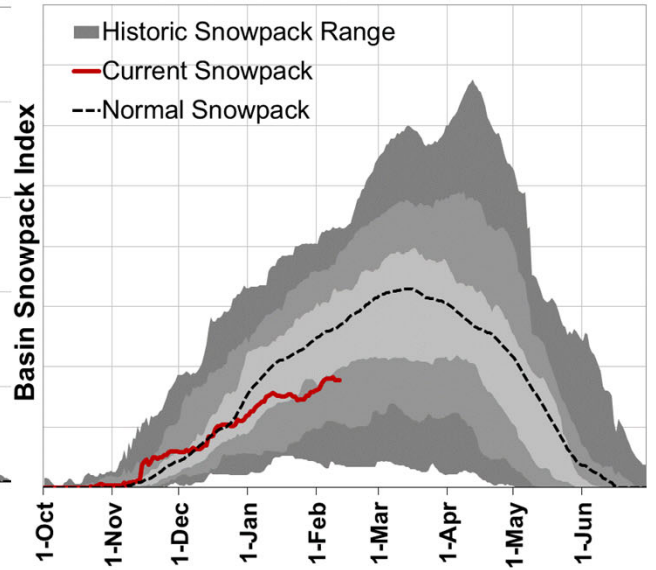 Historic Snowpack Range
Current Snowpack
Normal Snowpack
Basin Snowpack Index
1-Oct
1-Nov
1-Dec
1-Jan
1-Feb
1-Mar
1-Apr
1-May
1-Jun